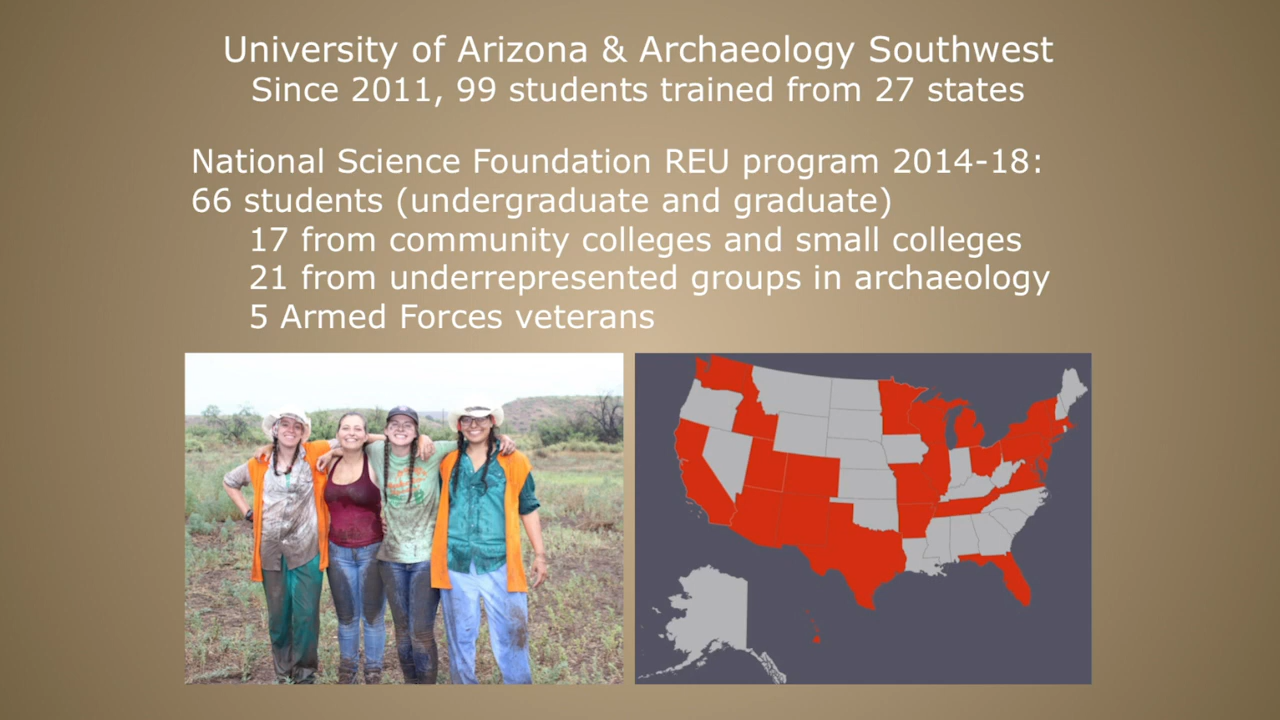 University of Arizona & Archaeology Southwest
Since 2011, 99 students trained from 27 states
National Science Foundation REU program 2014-18:
66 students (undergraduate and graduate)
17 from community colleges and small colleges
21 from underrepresented groups in archaeology
5 Armed Forces veterans